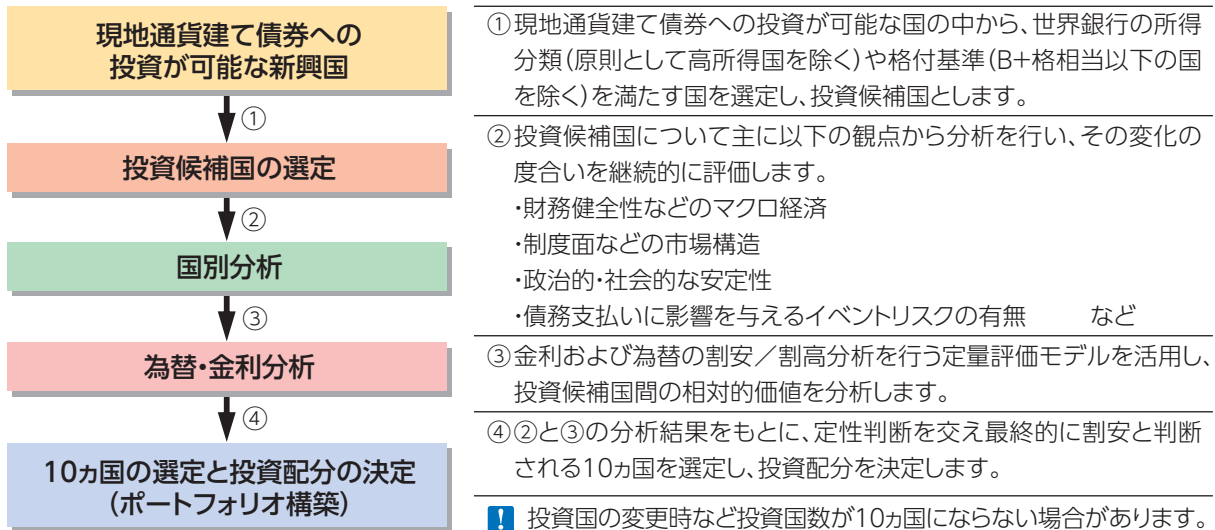 現地通貨建て債券への
投資が可能な新興国
①
投資候補国の選定
②
国別分析
③
為替・金利分析
④
10ヵ国の選定と投資配分の決定
(ポートフォリオ構築)
①現地通貨建て債券への投資が可能な国の中から、世界銀行の所得
分類(原則として高所得国を除く)や格付基準(B+格相当以下の国
を除く)を満たす国を選定し、投資候補国とします。
②投資候補国について主に以下の観点から分析を行い、その変化の
度合いを継続的に評価します。
・財務健全性などのマクロ経済
・制度面などの市場構造
・政治的・社会的な安定性
・債務支払いに影響を与えるイベントリスクの有無 など
③金利および為替の割安/割高分析を行う定量評価モデルを活用し、
投資候補国間の相対的価値を分析します。
④②と③の分析結果をもとに、定性判断を交え最終的に割安と判断
される10ヵ国を選定し、投資配分を決定します。
! 投資国の変更時など投資国数が10ヵ国にならない場合があります。